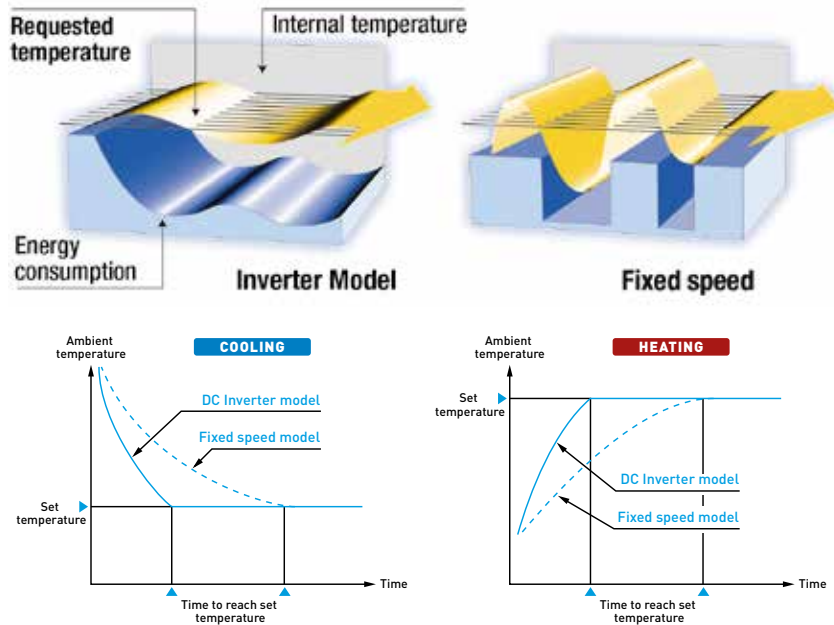 Requested
temperature
Internal temperature
Energy
consumption
Inverter Model
Fixed speed
Ambient
temperature
COOLING
DC Inverter model
Fixed speed model
Set
temperature
Time
Time to reach set
temperature
Ambient
temperature
HEATING
Set
temperature
DC Inverter model
Fixed speed model
Time
Time to reach set
temperature